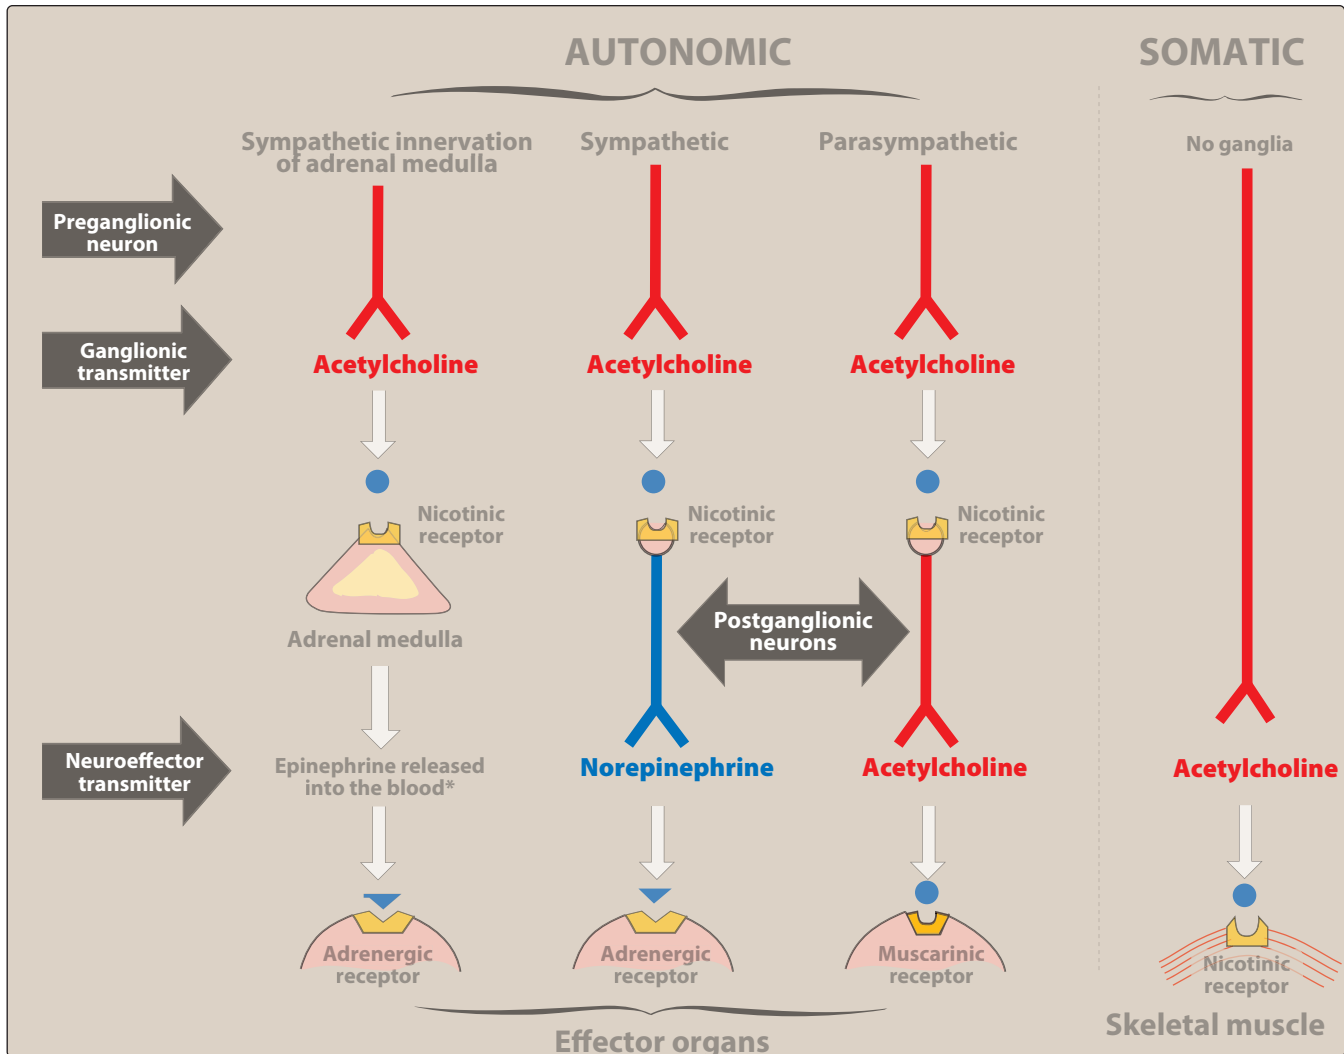 AUTONOMIC
SOMATIC
Sympathetic innervation
of adrenal medulla
Sympathetic
Parasympathetic
No ganglia
Preganglionic
neuron
Ganglionic
transmitter
Acetylcholine
Acetylcholine
Acetylcholine
Nicotinic
receptor
Nicotinic
receptor
Nicotinic
receptor
Adrenal medulla
Postganglionic
neurons
Neuroeffector
transmitter
Epinephrine released
into the blood*
Norepinephrine
Acetylcholine
Acetylcholine
Adrenergic
receptor
Adrenergic
receptor
Muscarinic
receptor
Nicotinic
receptor
Skeletal muscle
Effector organs